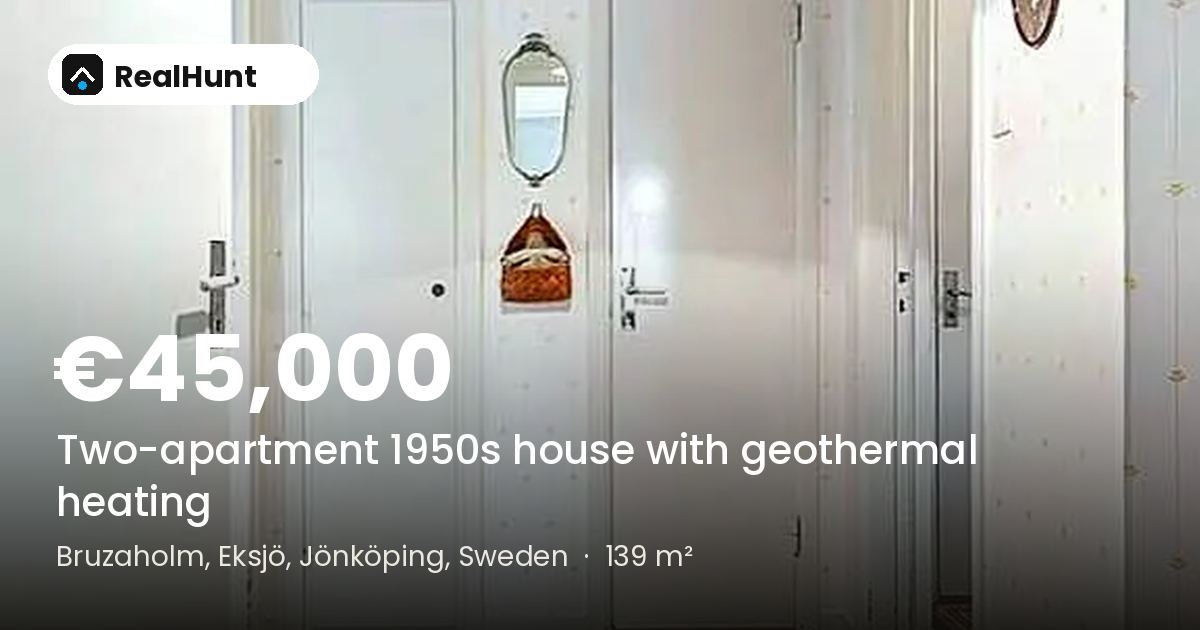 RealHunt
€45,000
Two-apartment 1950s house with geothermal
heating
Bruzaholm, Eksjö, Jönköping, Sweden · 139 m²